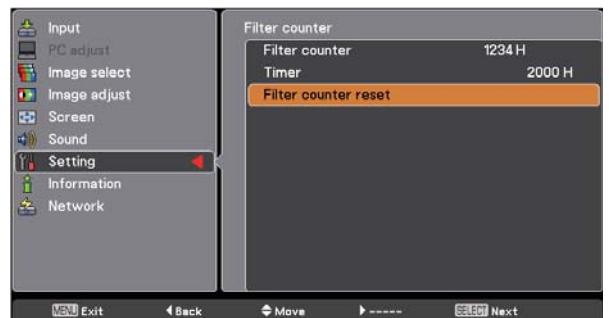 Input
PC adjust
Image select
Image adjust
Screen
Sound
Setting
Information
Network
Filter counter
Filter counter 1234 H
Timer 2000 H
Filter counter reset
MENU Exit Back Move ----- SELECT Next